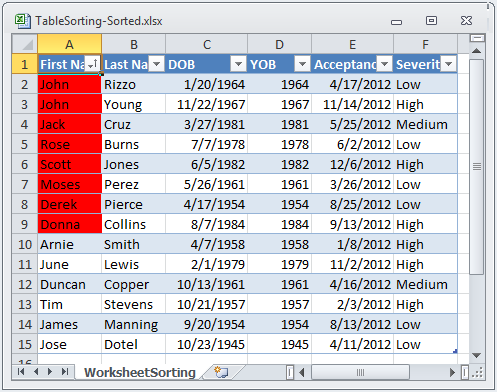 TableSorting-Sorted.xlsx
A B C D E F
1 First Na Last Na DOB YOB Acceptanc Severit
2 John Rizzo 1/20/1964 1964 4/17/2012 Low
3 John Young 11/22/1967 1967 11/14/2012 High
4 Jack Cruz 3/27/1981 1981 5/25/2012 Medium
5 Rose Burns 7/7/1978 1978 6/2/2012 Low
6 Scott Jones 6/5/1982 1982 12/6/2012 High
7 Moses Perez 5/26/1961 1961 3/26/2012 Low
8 Derek Pierce 4/17/1954 1954 8/25/2012 Low
9 Donna Collins 8/7/1984 1984 9/13/2012 High
10 Arnie Smith 4/7/1958 1958 1/8/2012 High
11 June Lewis 2/1/1979 1979 11/2/2012 High
12 Duncan Copper 10/13/1961 1961 4/16/2012 Medium
13 Tim Stevens 10/21/1957 1957 2/3/2012 High
14 James Manning 9/20/1954 1954 8/13/2012 Low
15 Jose Dotel 10/23/1945 1945 4/11/2012 Low
16
WorksheetSorting